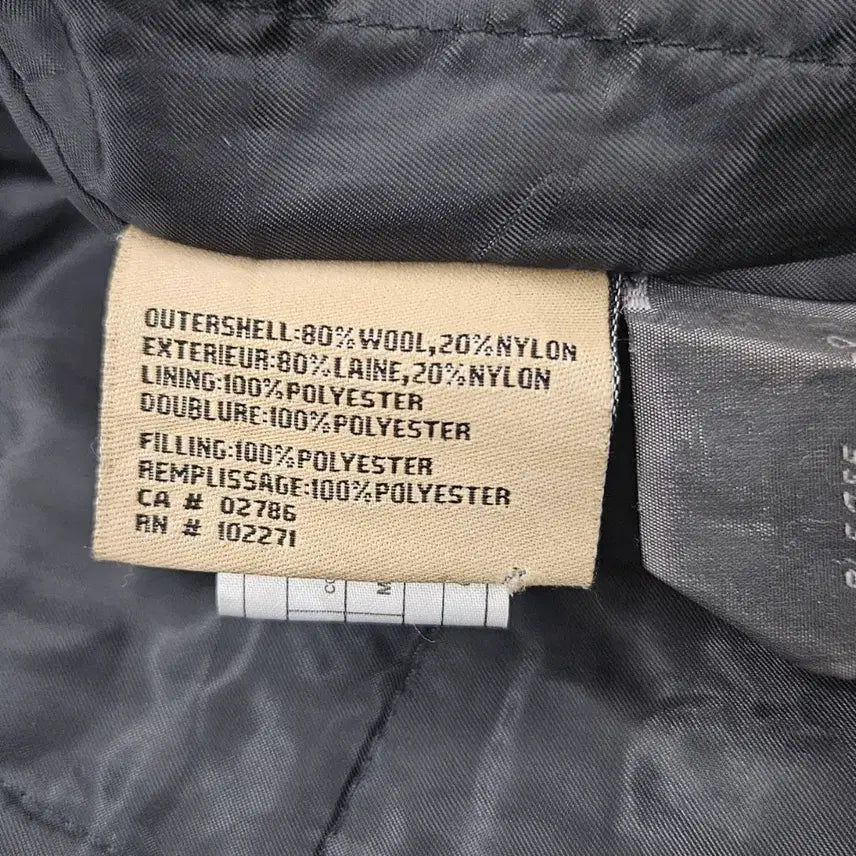 OUTERSHELL:80%WOOL,20%NYLON
EXTERIEUR:80%LAINE,20%NYLON
LINING:100%POLYESTER
DOUBLURE:100%POLYESTER
FILLING:100%POLYESTER
REMPLISSAGE:100%POLYESTER
CA # 02786
RN # 102271